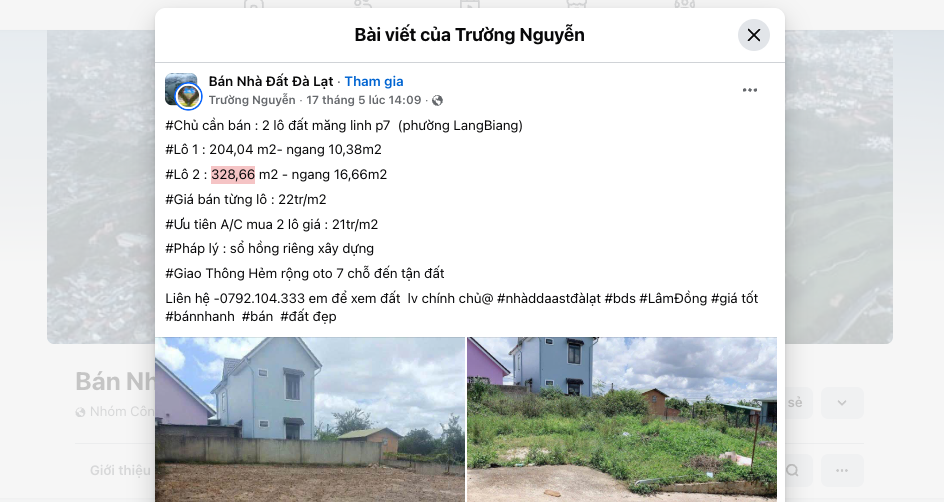 Bài viết của Trường Nguyễn
Bán Nhà Đất Đà Lạt · Tham gia
Trường Nguyễn · 17 tháng 5 lúc 14:09 ·
#Chủ cần bán : 2 lô đất măng linh p7 (phường LangBiang)
#Lô 1 : 204,04 m2- ngang 10,38m2
#Lô 2 : 328,66 m2 - ngang 16,66m2
#Giá bán từng lô : 22tr/m2
#Ưu tiên A/C mua 2 lô giá : 21tr/m2
#Pháp lý : sổ hồng riêng xây dựng
#Giao Thông Hẻm rộng oto 7 chỗ đến tận đất
Liên hệ -0792.104.333 em để xem đất lv chính chủ@ #nhàddaastđàlạt #bds #LâmĐồng #giá tốt
#bánnhanh #bán #đất đẹp
Bán Nh
Nhóm Côn
sẻ
Giới thiệu